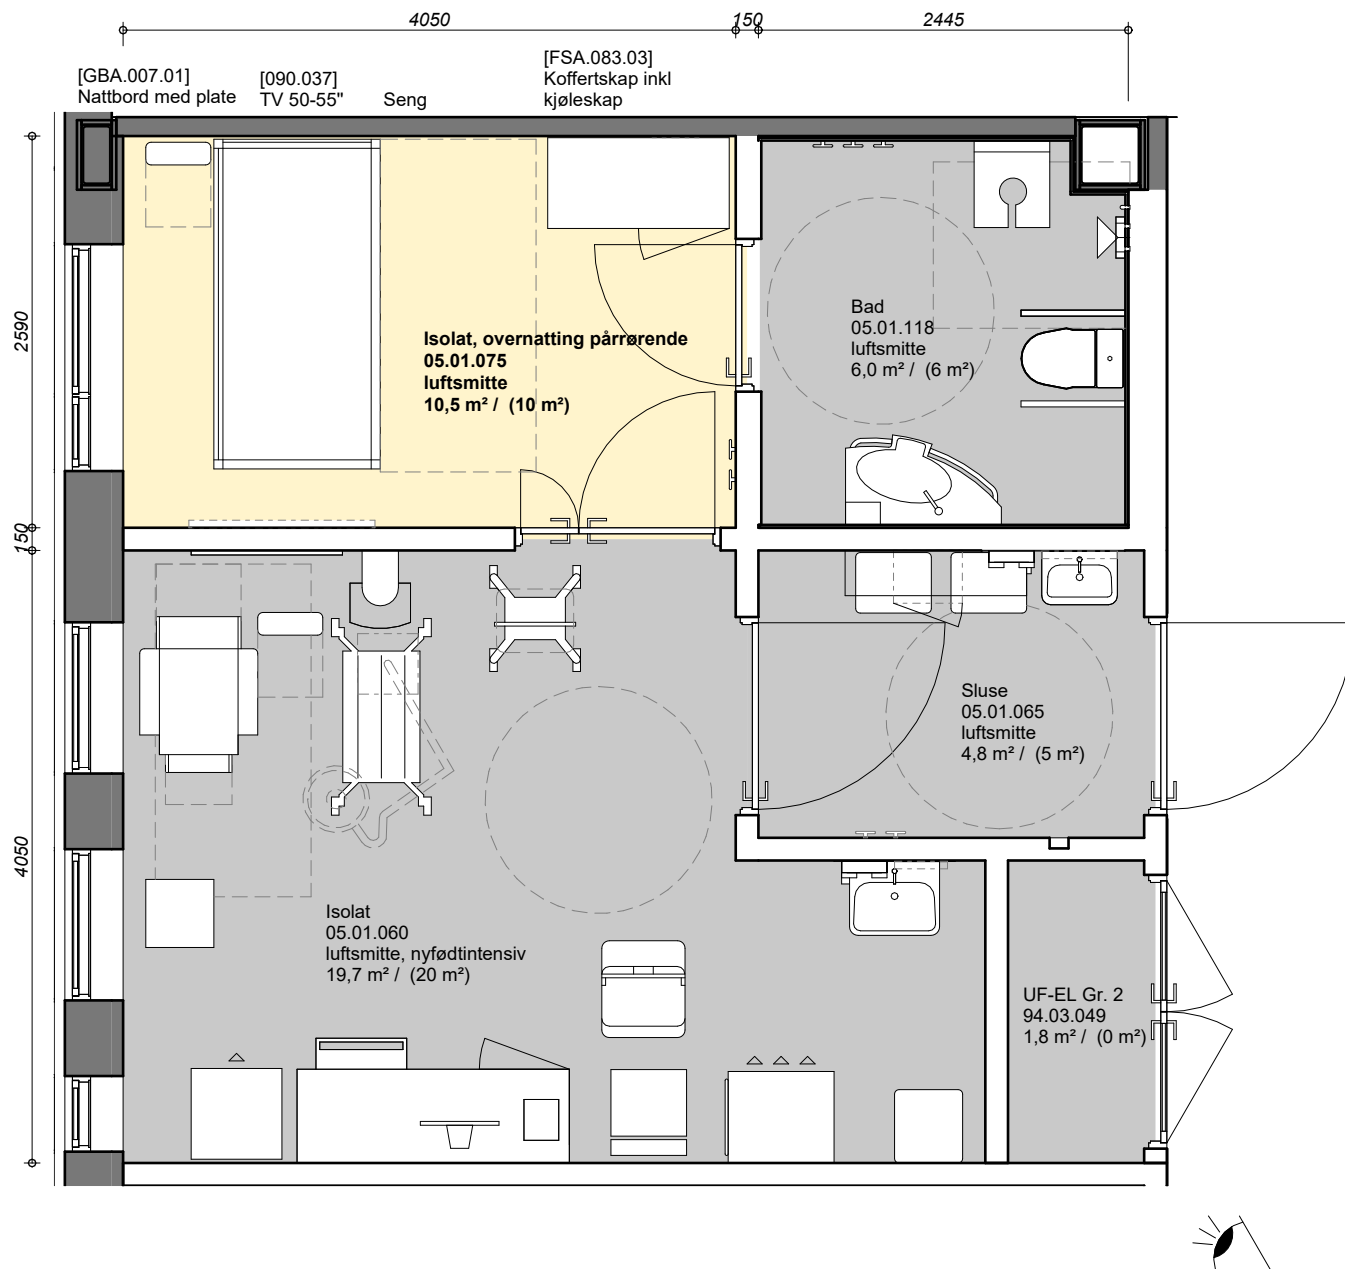 4050
150
2445
[GBA.007.01]
Nattbord med plate
[090.037]
TV 50-55"
Seng
[FSA.083.03]
Koffertskap inkl
kjøleskap
2590
150
4050
Isolat, overnatting pårrørende
05.01.075
luftsmitte
10,5 m² / (10 m²)
Bad
05.01.118
luftsmitte
6,0 m² / (6 m²)
Sluse
05.01.065
luftsmitte
4,8 m² / (5 m²)
Isolat
05.01.060
luftsmitte, nyfødtintensiv
19,7 m² / (20 m²)
UF-EL Gr. 2
94.03.049
1,8 m² / (0 m²)